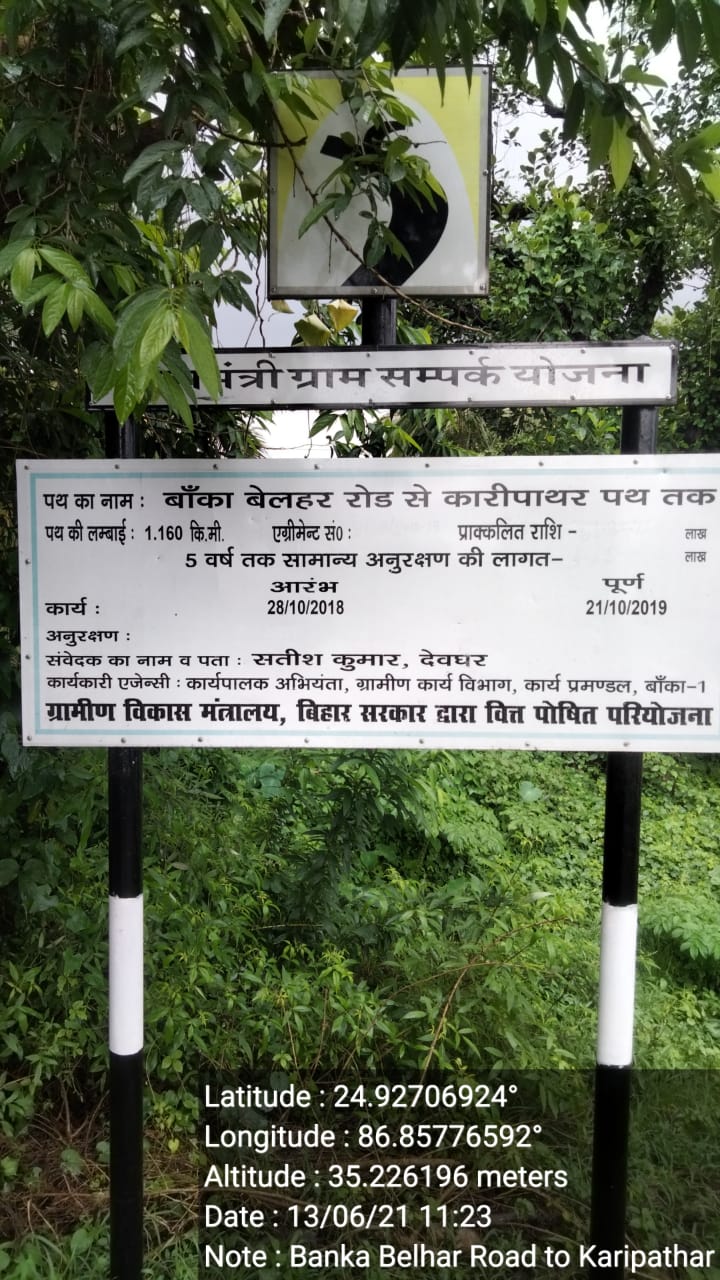 मंत्री ग्राम सम्पर्क योजना
पथ का नाम : बाँका बेलहर रोड से कारीपाथर पथ तक
पथ की लम्बाई : 1.160 कि.मी. एग्रीमेन्ट सं0 : प्राक्कलित राशि - लाख
5 वर्ष तक सामान्य अनुरक्षण की लागत- लाख
आरंभ पूर्ण
कार्य : 28/10/2018 21/10/2019
अनुरक्षण :
संवेदक का नाम व पता : सतीश कुमार, देवघर
कार्यकारी एजेन्सी : कार्यपालक अभियंता, ग्रामीण कार्य विभाग, कार्य प्रमण्डल, बाँका-1
ग्रामीण विकास मंत्रालय, बिहार सरकार द्वारा वित्त पोषित परियोजना
Latitude : 24.92706924°
Longitude : 86.85776592°
Altitude : 35.226196 meters
Date : 13/06/21 11:23
Note : Banka Belhar Road to Karipathar